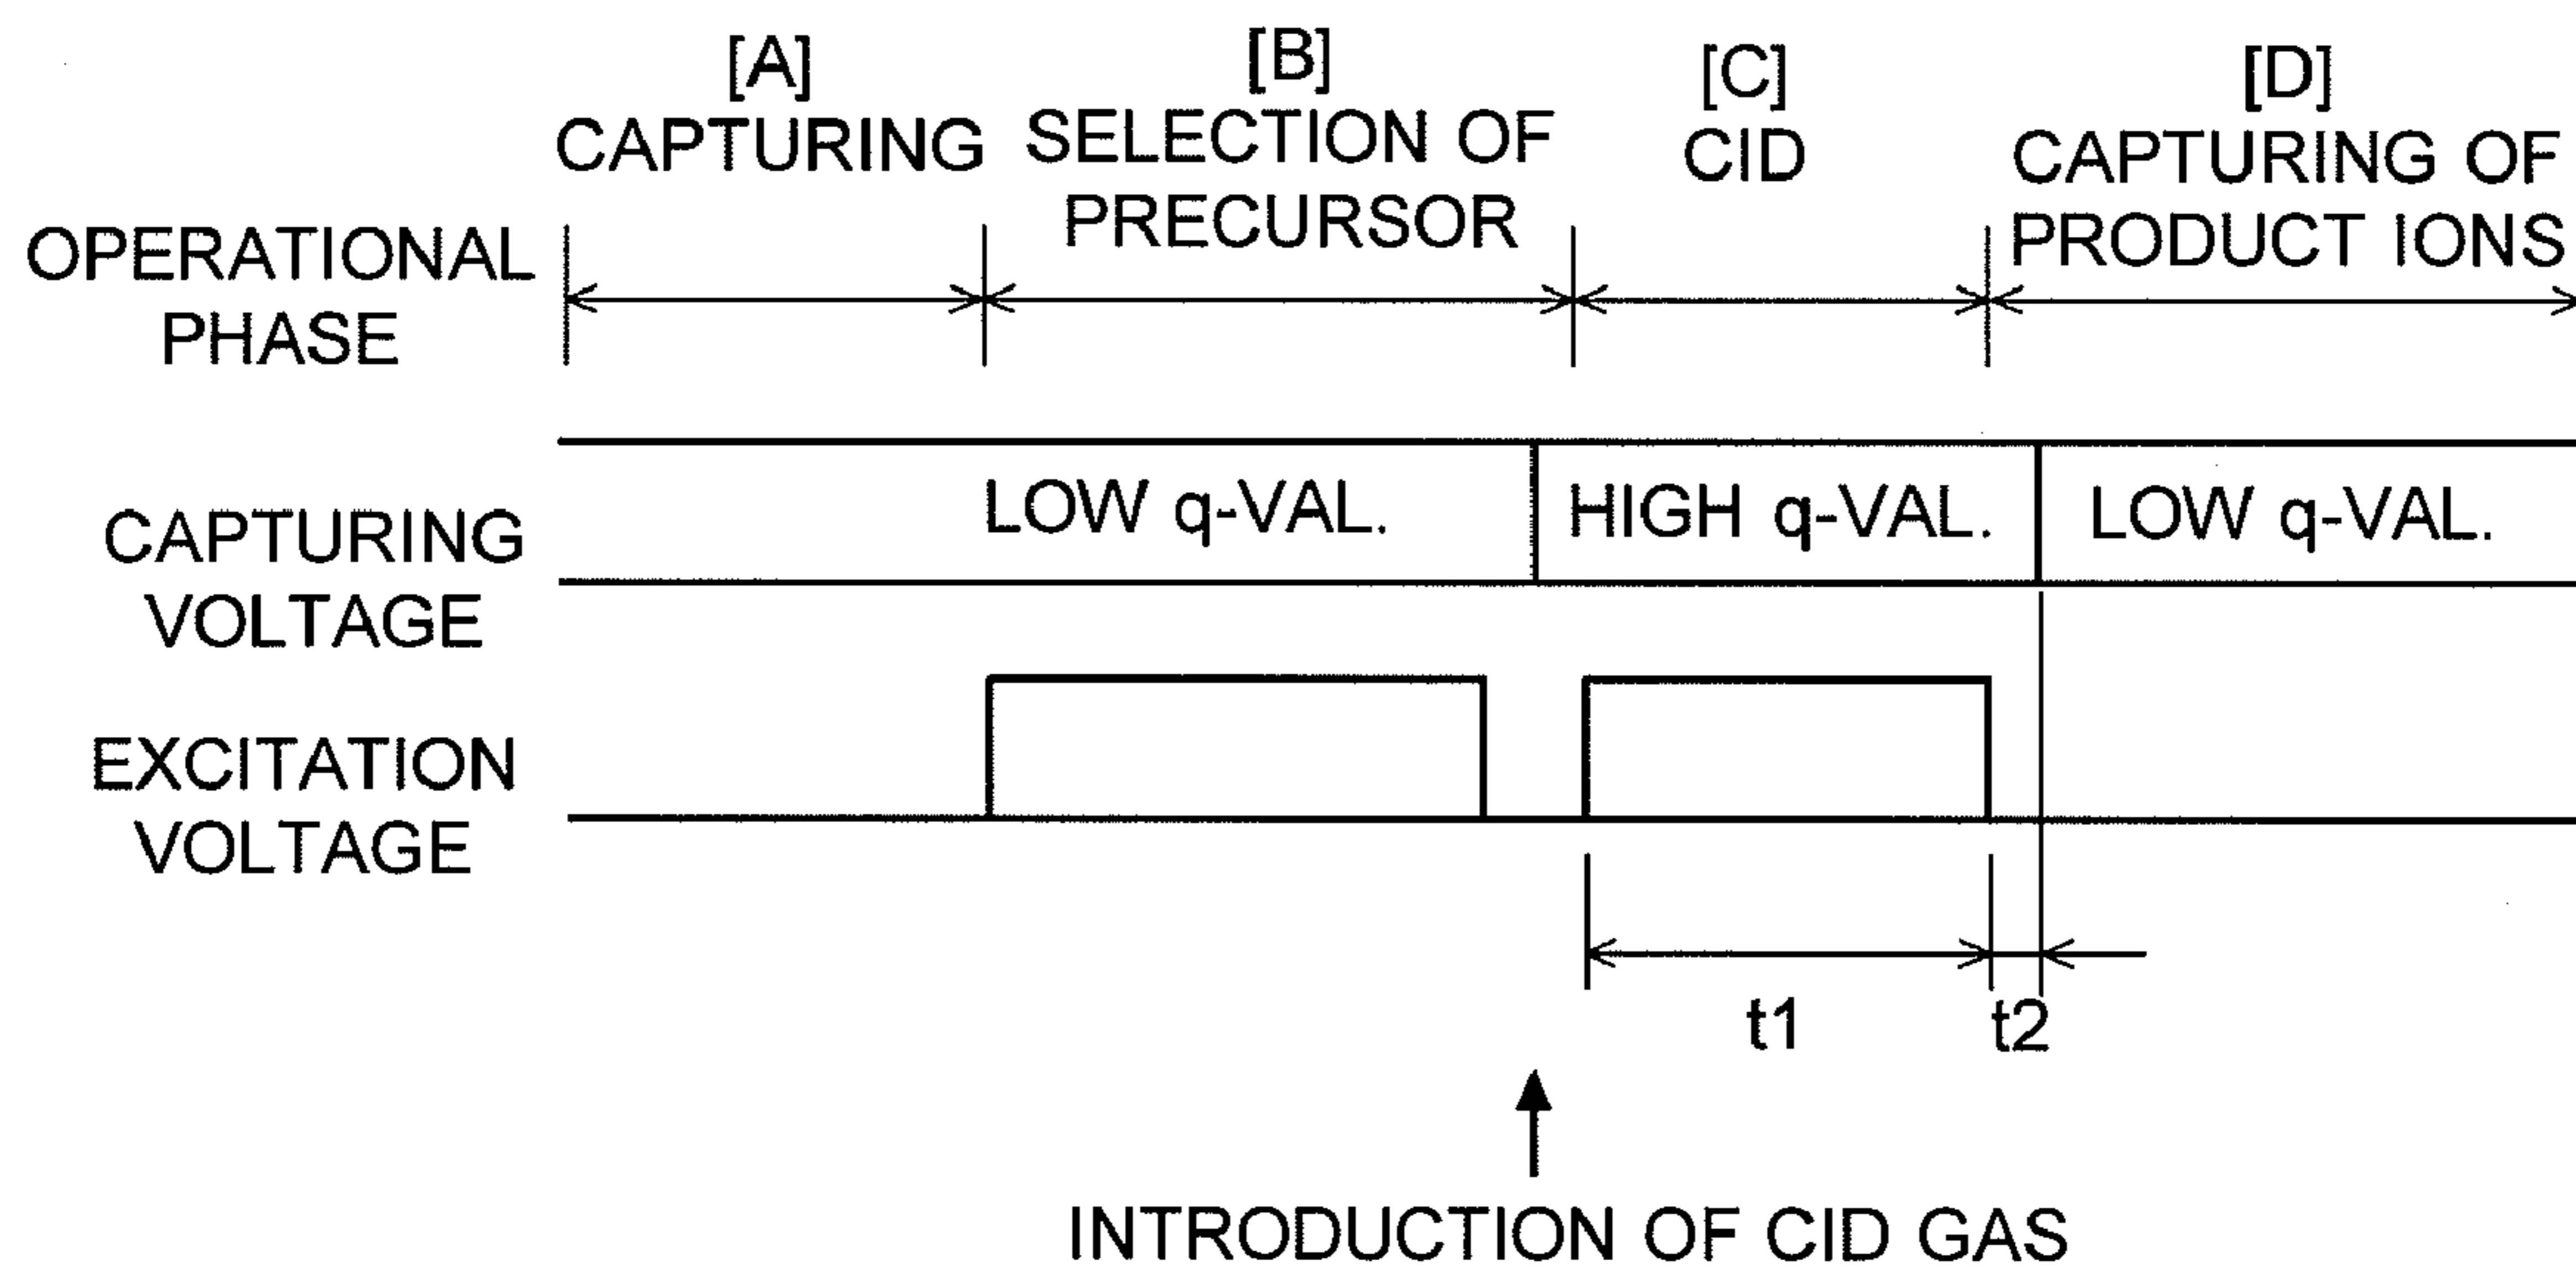 [A]
CAPTURING
[B]
SELECTION OF
PRECURSOR
[C]
CID
[D]
CAPTURING OF
PRODUCT IONS
OPERATIONAL
PHASE
CAPTURING
VOLTAGE
LOW q-VAL.
HIGH q-VAL.
LOW q-VAL.
EXCITATION
VOLTAGE
t1
t2
INTRODUCTION OF CID GAS